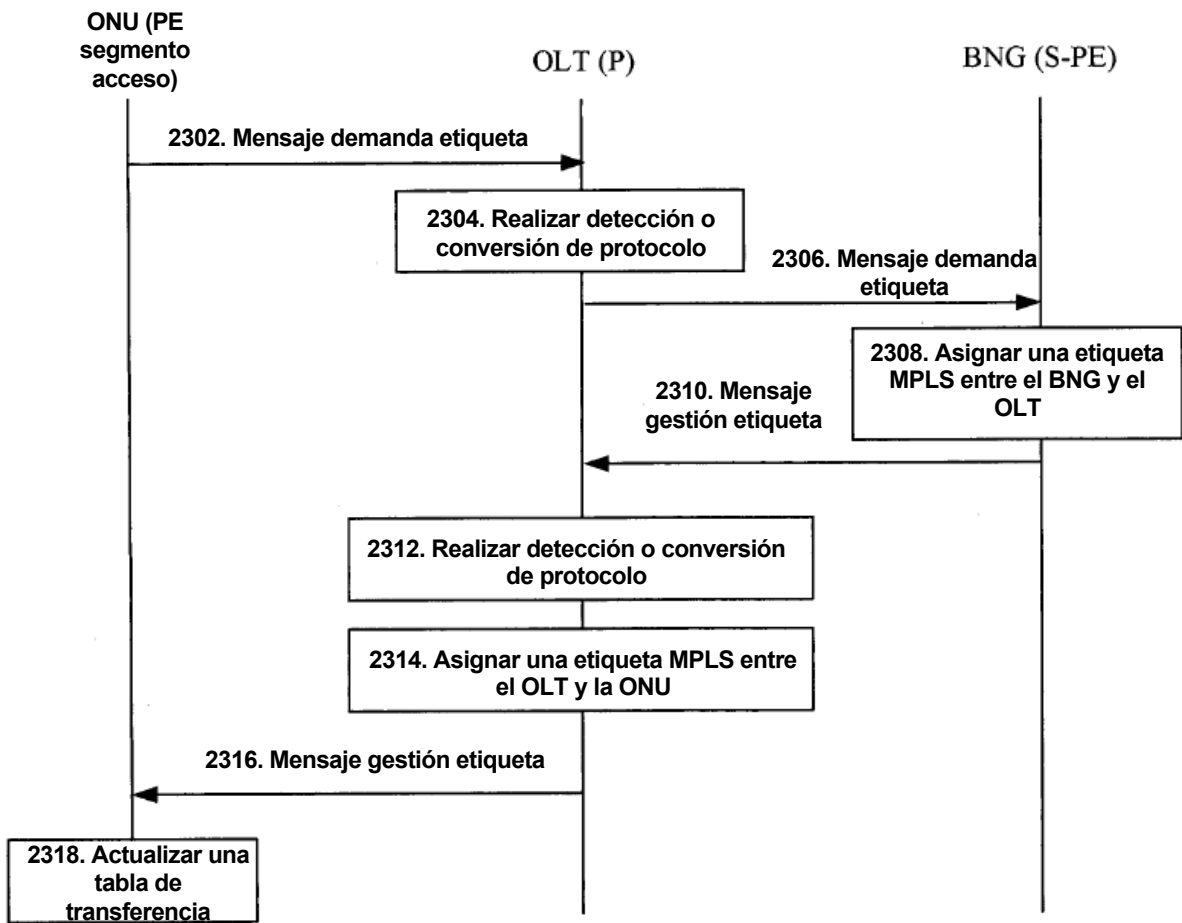 ONU (PE
segmento
acceso)
OLT (P)
BNG (S-PE)
2302. Mensaje demanda etiqueta
2304. Realizar detección o
conversión de protocolo
2306. Mensaje demanda
etiqueta
2308. Asignar una etiqueta
MPLS entre el BNG y el
OLT
2310. Mensaje
gestión etiqueta
2312. Realizar detección o conversión
de protocolo
2314. Asignar una etiqueta MPLS entre
el OLT y la ONU
2316. Mensaje gestión etiqueta
2318. Actualizar una
tabla de
transferencia